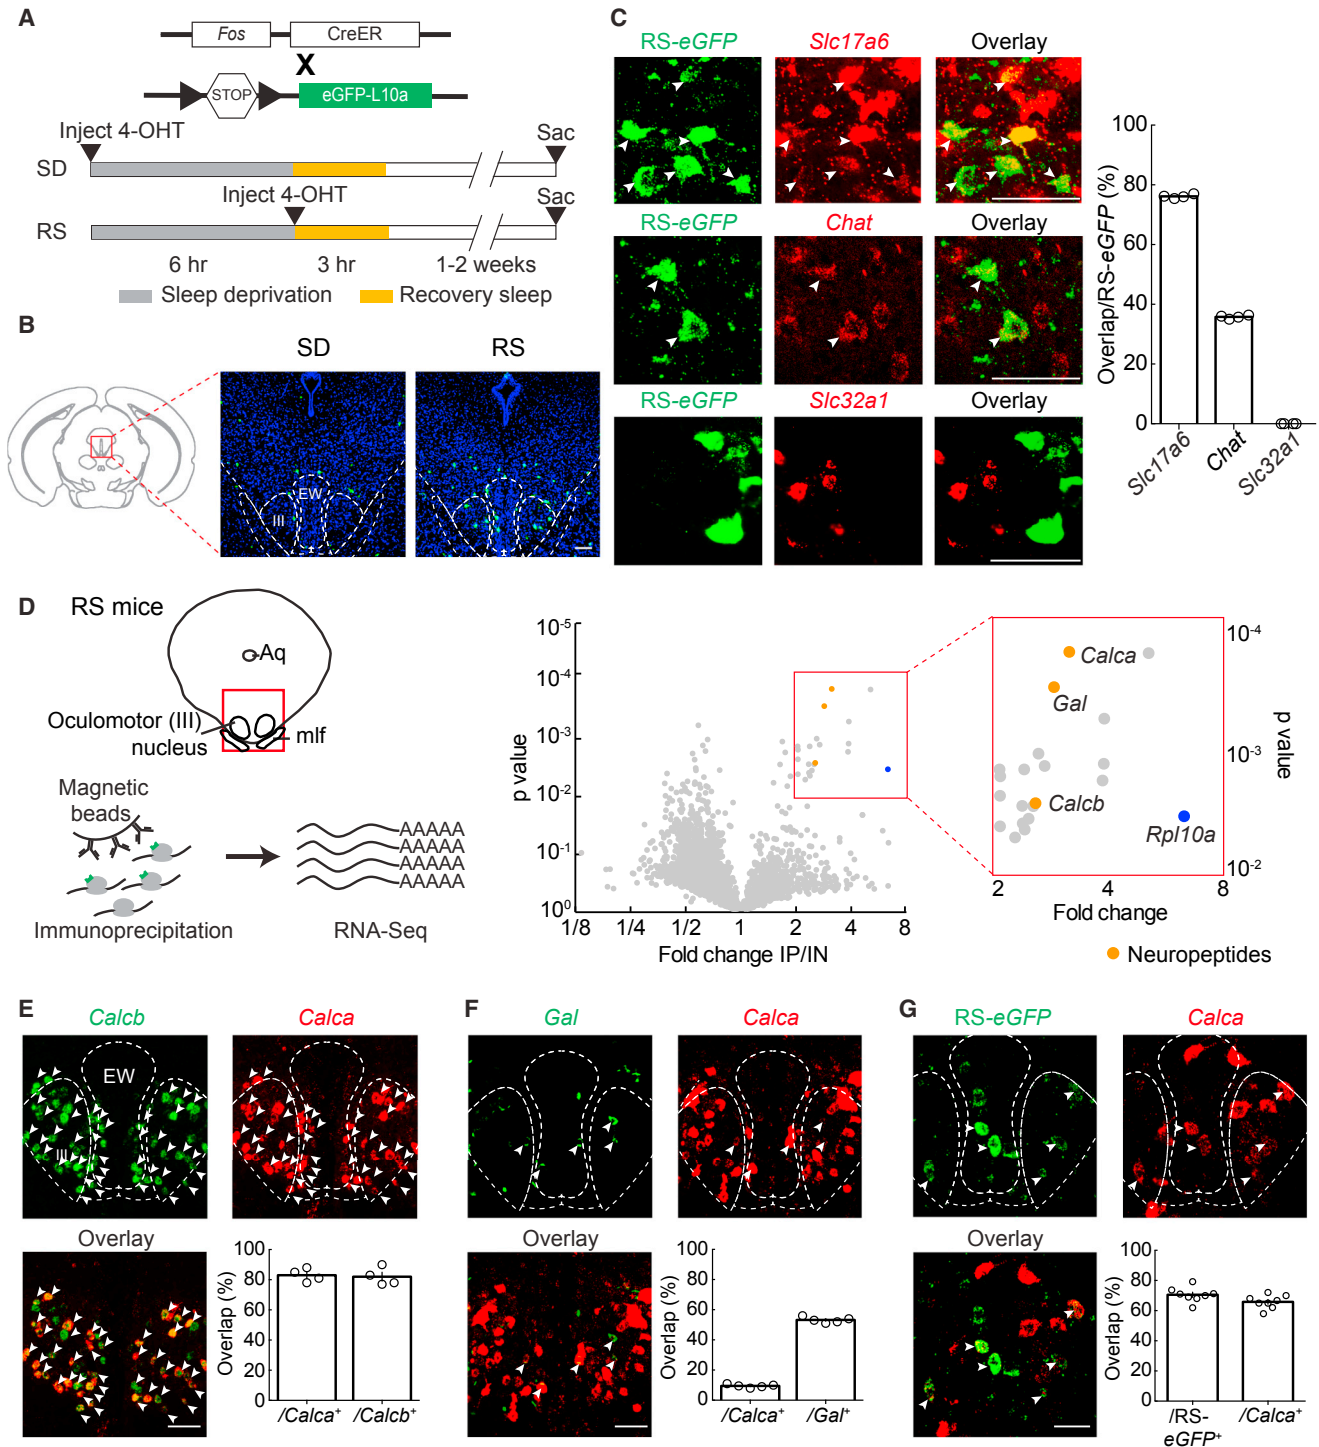 A
Fos
CreER
X
STOP
eGFP-L10a
Inject 4-OHT
Sac
SD
Inject 4-OHT
Sac
RS
6 hr
3 hr
1-2 weeks
Sleep deprivation
Recovery sleep
B
SD
RS
EW
III
C
RS-eGFP
Slc17a6
Overlay
RS-eGFP
Chat
Overlay
RS-eGFP
Slc32a1
Overlay
Overlap/RS-eGFP (%)
100
80
60
40
20
0
Slc17a6
Chat
Slc32a1
D
RS mice
Aq
Oculomotor (III)
nucleus
mlf
Magnetic
beads
AAAAA
AAAAA
AAAAA
AAAAA
Immunoprecipitation
RNA-Seq
p value
10-5
10-4
10-3
10-2
10-1
100
1/8
1/4
1/2
1
2
4
8
Fold change IP/IN
Calca
Gal
Calcb
Rpl10a
10-4
10-3
10-2
p value
2
4
8
Fold change
Neuropeptides
E
Calcb
Calca
EW
III
Overlay
Overlap (%)
100
80
60
40
20
0
/Calca+
/Calcb+
F
Gal
Calca
Overlay
Overlap (%)
100
80
60
40
20
0
/Calca+
/Gal+
G
RS-eGFP
Calca
Overlay
Overlap (%)
100
80
60
40
20
0
/RS-
eGFP+
/Calca+